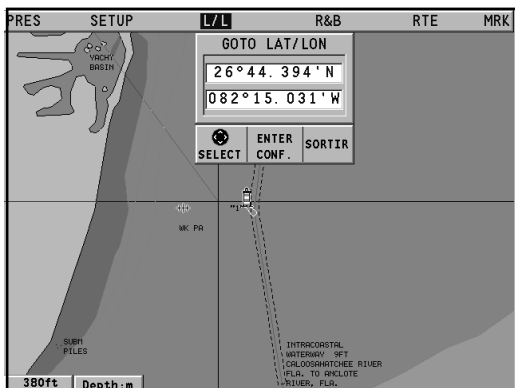 PRES SETUP L/L R&B RTE MRK
GOTO LAT/LON
26°44.394'N
082°15.031'W
SELECT
ENTER
CONF.
SORTIR
YACHT
BASIN
"1"
WK PA
SUBM
PILES
INTRACOASTAL
WATERWAY 9FT
CALOOSAHATCHEE RIVER
FLA. TO ANCLOTE
RIVER, FLA.
380ft
Depth:m